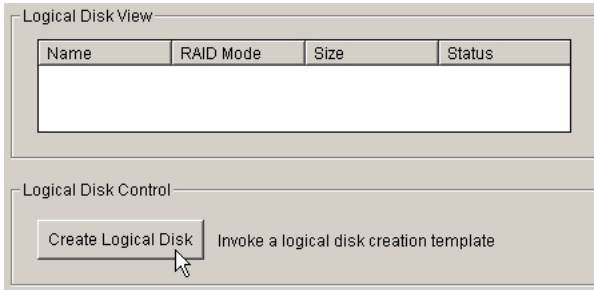 Logical Disk View
Name RAID Mode Size Status
Logical Disk Control
Create Logical Disk Invoke a logical disk creation template